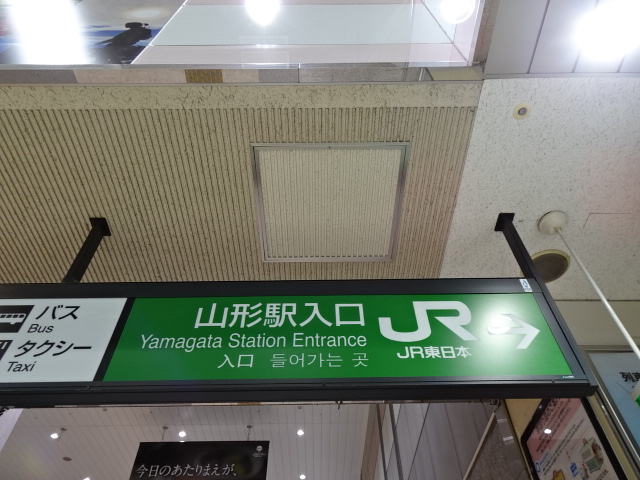 バス
Bus
タクシー
Taxi
山形駅入口
Yamagata Station Entrance
入口 들어가는 곳
JR
JR東日本
今日のあたりまえが、